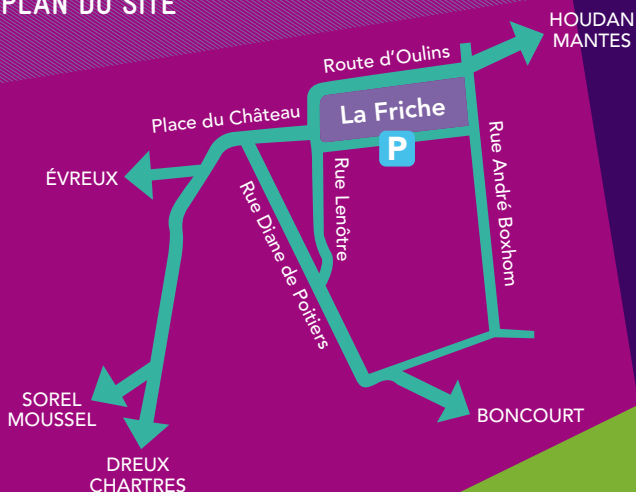 PLAN DU SITE
HOUDAN
MANTES
Route d'Oulins
Place du Château
La Friche
P
ÉVREUX
Rue Diane de Poitiers
Rue Lenôtre
Rue André Boxhom
SOREL
MOUSSEL
BONCOURT
DREUX
CHARTRES